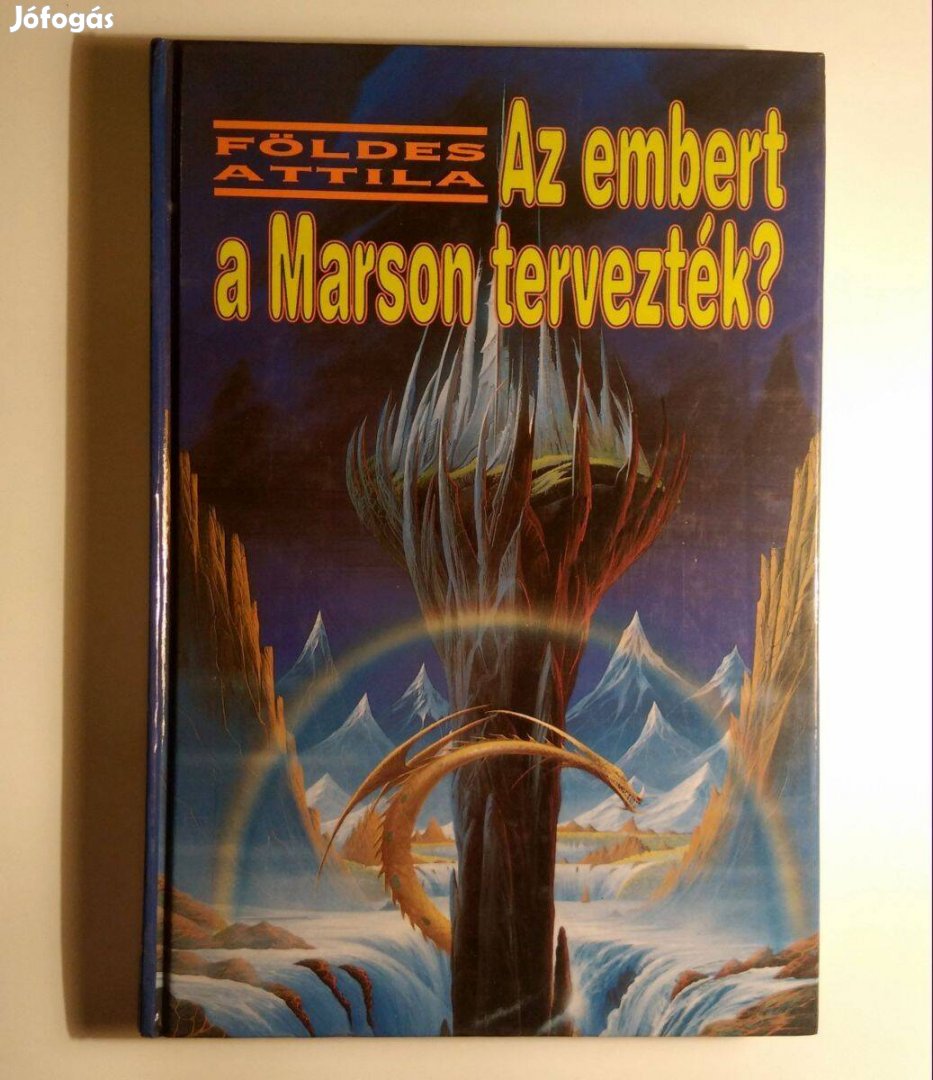 Jófogás
FÖLDES
ATTILA
Az embert
a Marson tervezték?